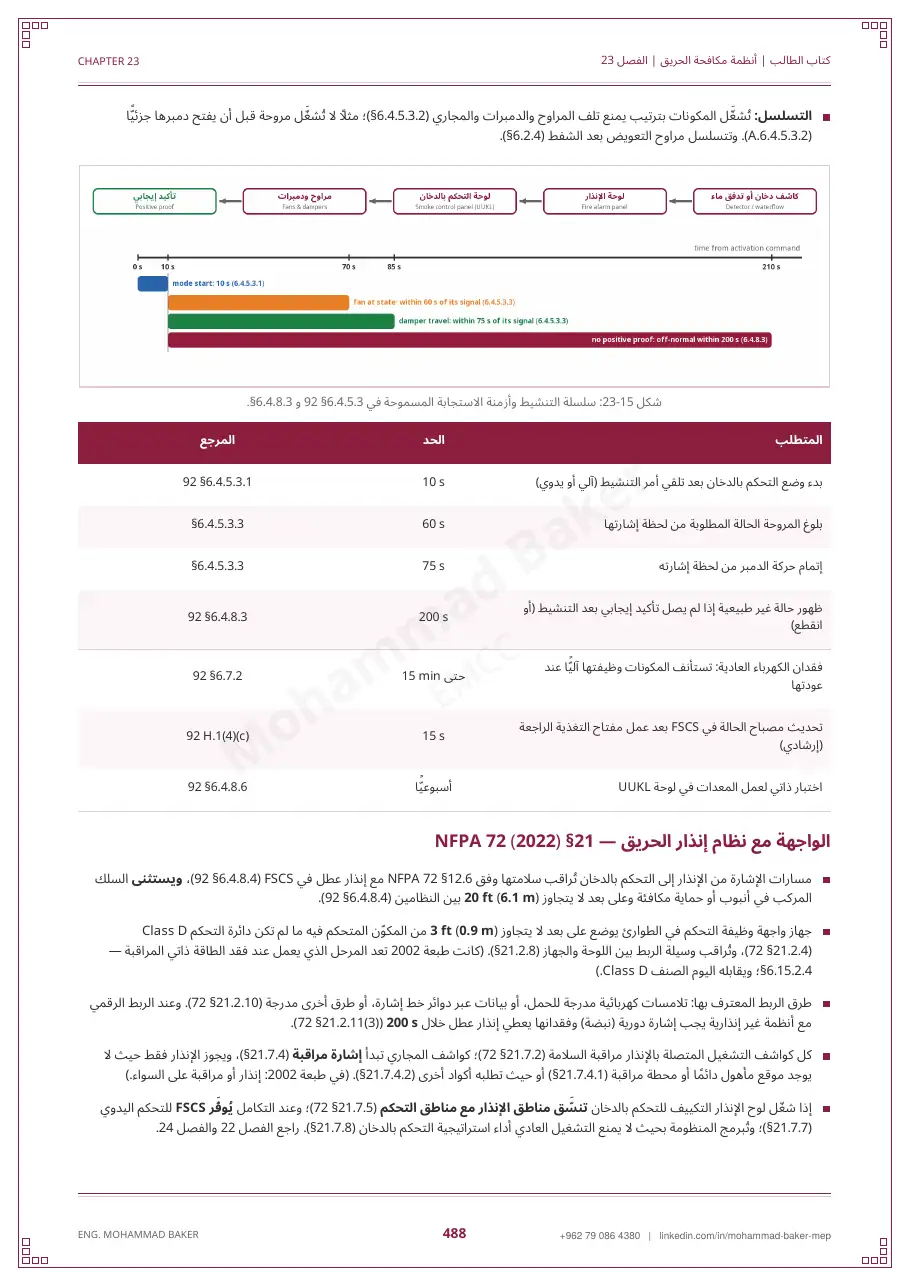 كتاب الطالب | أنظمة مكافحة الحريق | الفصل 23
CHAPTER 23
التسلسل: تُشغَّل المكونات بترتيب يمنع تلف المراوح والدمبرات والمجاري (§6.4.5.3.2)؛ مثلًا لا تُشغَّل مروحة قبل أن يفتح دمبرها جزئيًّا
(A.6.4.5.3.2). وتتسلسل مراوح التعويض بعد الشفط (§6.2.4).
كاشف دخان أو تدفق ماء
Detector / waterflow
لوحة الإنذار
Fire alarm panel
لوحة التحكم بالدخان
Smoke control panel (UUKL)
مراوح ودمبرات
Fans & dampers
تأكيد إيجابي
Positive proof
time from activation command
0 s 10 s 70 s 85 s 210 s
mode start: 10 s (6.4.5.3.1)
fan at state: within 60 s of its signal (6.4.5.3.3)
damper travel: within 75 s of its signal (6.4.5.3.3)
no positive proof: off-normal within 200 s (6.4.8.3)
شكل 15-23: سلسلة التنشيط وأزمنة الاستجابة المسموحة في 92 §6.4.5.3 و §6.4.8.3.
المتطلب الحد المرجع
بدء وضع التحكم بالدخان بعد تلقي أمر التنشيط (آلي أو يدوي) 10 s 92 §6.4.5.3.1
بلوغ المروحة الحالة المطلوبة من لحظة إشارتها 60 s §6.4.5.3.3
إتمام حركة الدمبر من لحظة إشارته 75 s §6.4.5.3.3
ظهور حالة غير طبيعية إذا لم يصل تأكيد إيجابي بعد التنشيط (أو
انقطع) 200 s 92 §6.4.8.3
فقدان الكهرباء العادية: تستأنف المكونات وظيفتها آليًّا عند
عودتها حتى 15 min 92 §6.7.2
تحديث مصباح الحالة في FSCS بعد عمل مفتاح التغذية الراجعة
(إرشادي) 15 s 92 H.1(4)(c)
اختبار ذاتي لعمل المعدات في لوحة UUKL أسبوعيًّا 92 §6.4.8.6
Mohammad Baker
EMCC
الواجهة مع نظام إنذار الحريق — NFPA 72 (2022) §21
مسارات الإشارة من الإنذار إلى التحكم بالدخان تُراقب سلامتها وفق NFPA 72 §12.6 مع إنذار عطل في FSCS (92 §6.4.8.4)، ويستثنى السلك
المركب في أنبوب أو حماية مكافئة وعلى بعد لا يتجاوز 20 ft (6.1 m) بين النظامين (92 §6.4.8.4).
جهاز واجهة وظيفة التحكم في الطوارئ يوضع على بعد لا يتجاوز 3 ft (0.9 m) من المكوّن المتحكم فيه ما لم تكن دائرة التحكم Class D
(72 §21.2.4)، وتُراقب وسيلة الربط بين اللوحة والجهاز (§21.2.8). (كانت طبعة 2002 تعد المرحل الذي يعمل عند فقد الطاقة ذاتي المراقبة —
§6.15.2.4؛ ويقابله اليوم الصنف Class D.)
طرق الربط المعترف بها: تلامسات كهربائية مدرجة للحمل، أو بيانات عبر دوائر خط إشارة، أو طرق أخرى مدرجة (72 §21.2.10). وعند الربط الرقمي
مع أنظمة غير إنذارية يجب إشارة دورية (نبضة) وفقدانها يعطي إنذار عطل خلال 200 s (72 §21.2.11(3)).
كل كواشف التشغيل المتصلة بالإنذار مراقبة السلامة (72 §21.7.2)؛ كواشف المجاري تبدأ إشارة مراقبة (§21.7.4)، ويجوز الإنذار فقط حيث لا
يوجد موقع مأهول دائمًا أو محطة مراقبة (§21.7.4.1) أو حيث تطلبه أكواد أخرى (§21.7.4.2). (في طبعة 2002: إنذار أو مراقبة على السواء.)
إذا شغّل لوح الإنذار التكييف للتحكم بالدخان تنسَّق مناطق الإنذار مع مناطق التحكم (72 §21.7.5)؛ وعند التكامل يُوفَّر FSCS للتحكم اليدوي
(§21.7.7)؛ وتُبرمج المنظومة بحيث لا يمنع التشغيل العادي أداء استراتيجية التحكم بالدخان (§21.7.8). راجع الفصل 22 والفصل 24.
ENG. MOHAMMAD BAKER
488
+962 79 086 4380 | linkedin.com/in/mohammad-baker-mep